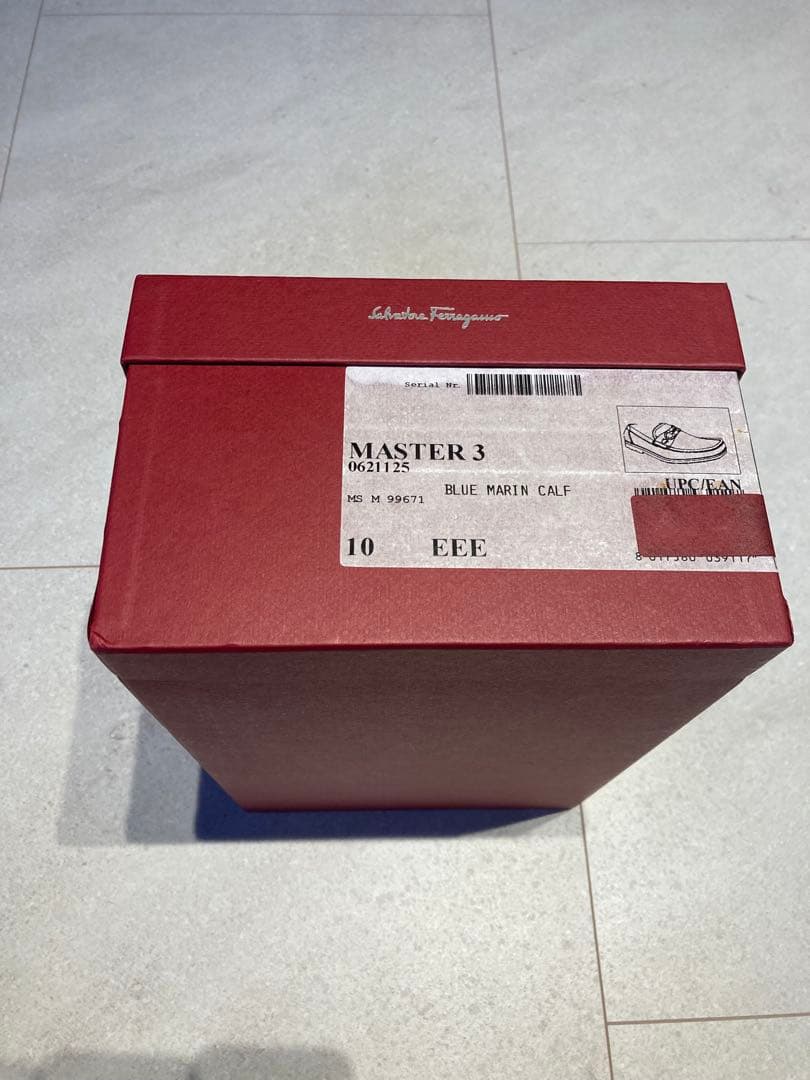 Salvatore Ferragamo
Serial Nr.
MASTER 3
0621125
MS M 99671 BLUE MARIN CALF
UPC/EAN
10 EEE